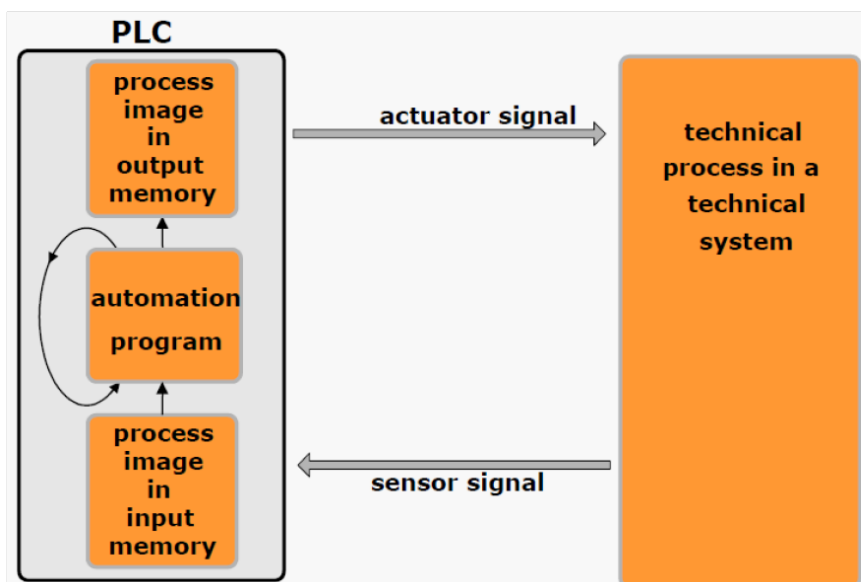 PLC
process
image
in
output
memory
automation
program
process
image
in
input
memory
actuator signal
sensor signal
technical
process in a
technical
system